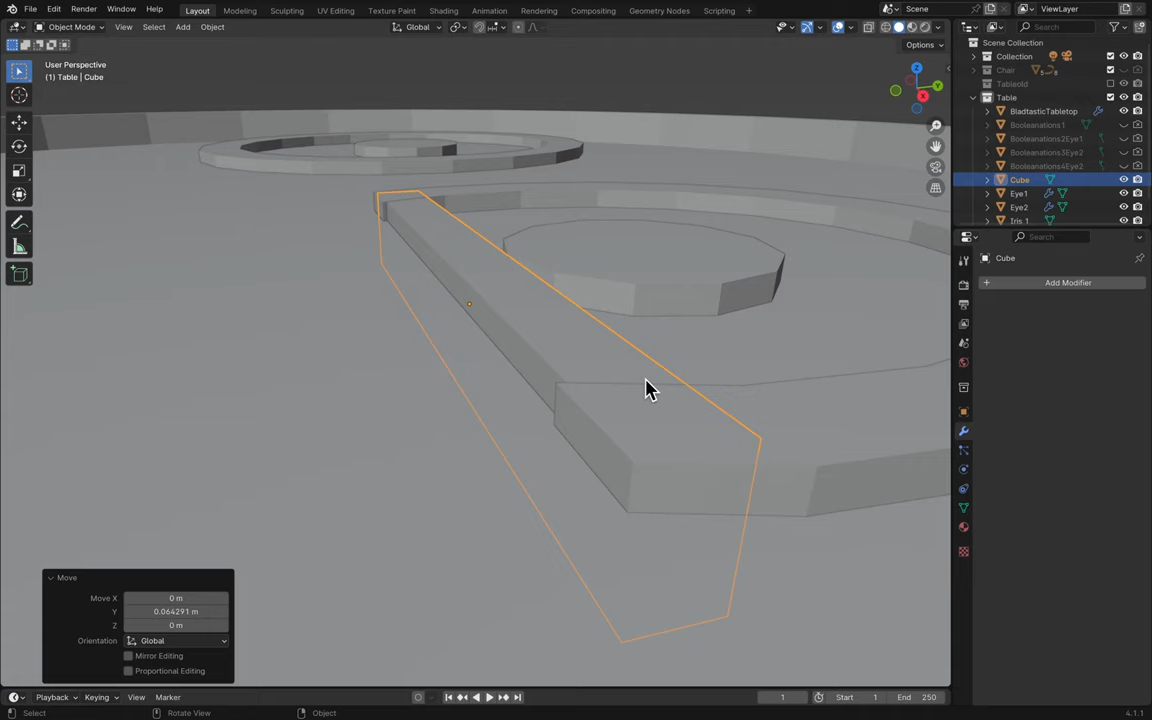 File Edit Render Window Help Layout Modeling Sculpting UV Editing Texture Paint Shading Animation Rendering Compositing Geometry Nodes Scripting + Scene ViewLayer
Object Mode View Select Add Object Global Search
Options
User Perspective
(1) Table | Cube
Z
Y
X
Scene Collection
Collection
Chair
5
8
Tableold
Table
BladtasticTabletop
Booleanations1
Booleanations2Eye1
Booleanations3Eye2
Booleanations4Eye2
Cube
Eye1
Eye2
Iris 1
Search
Cube
+ Add Modifier
Move
Move X 0 m
Y 0.064291 m
Z 0 m
Orientation Global
Mirror Editing
Proportional Editing
Playback Keying View Marker 1 Start 1 End 250
Select Rotate View Object 4.1.1